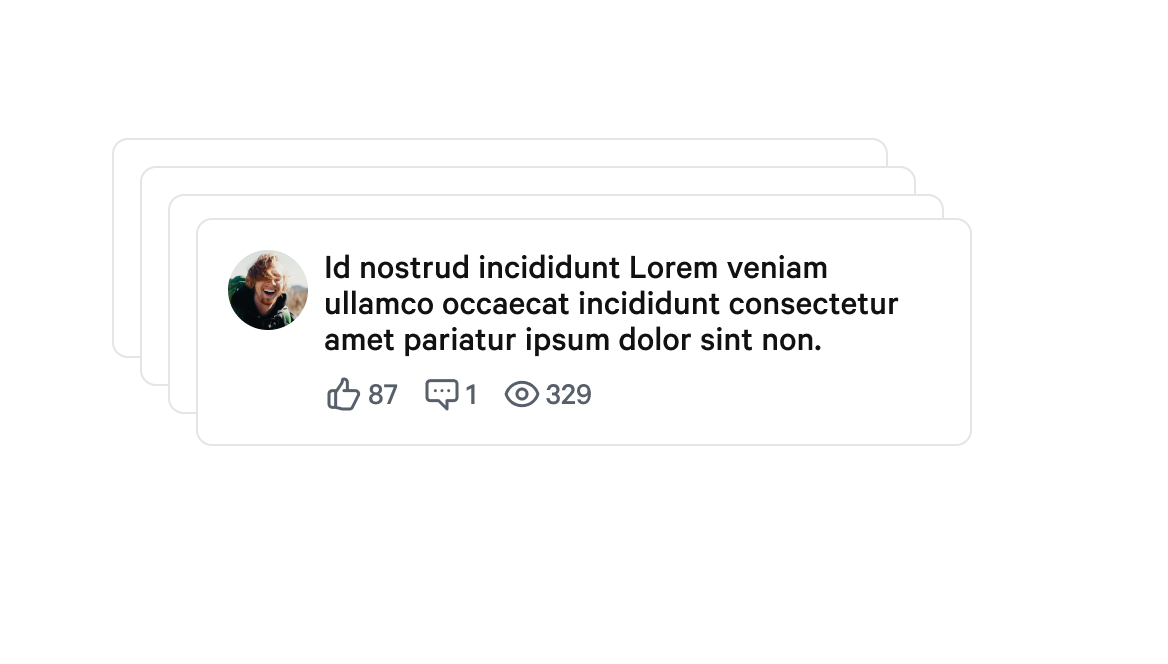 Id nostrud incididunt Lorem veniam
ullamco occaecat incididunt consectetur
amet pariatur ipsum dolor sint non.
87 1 329